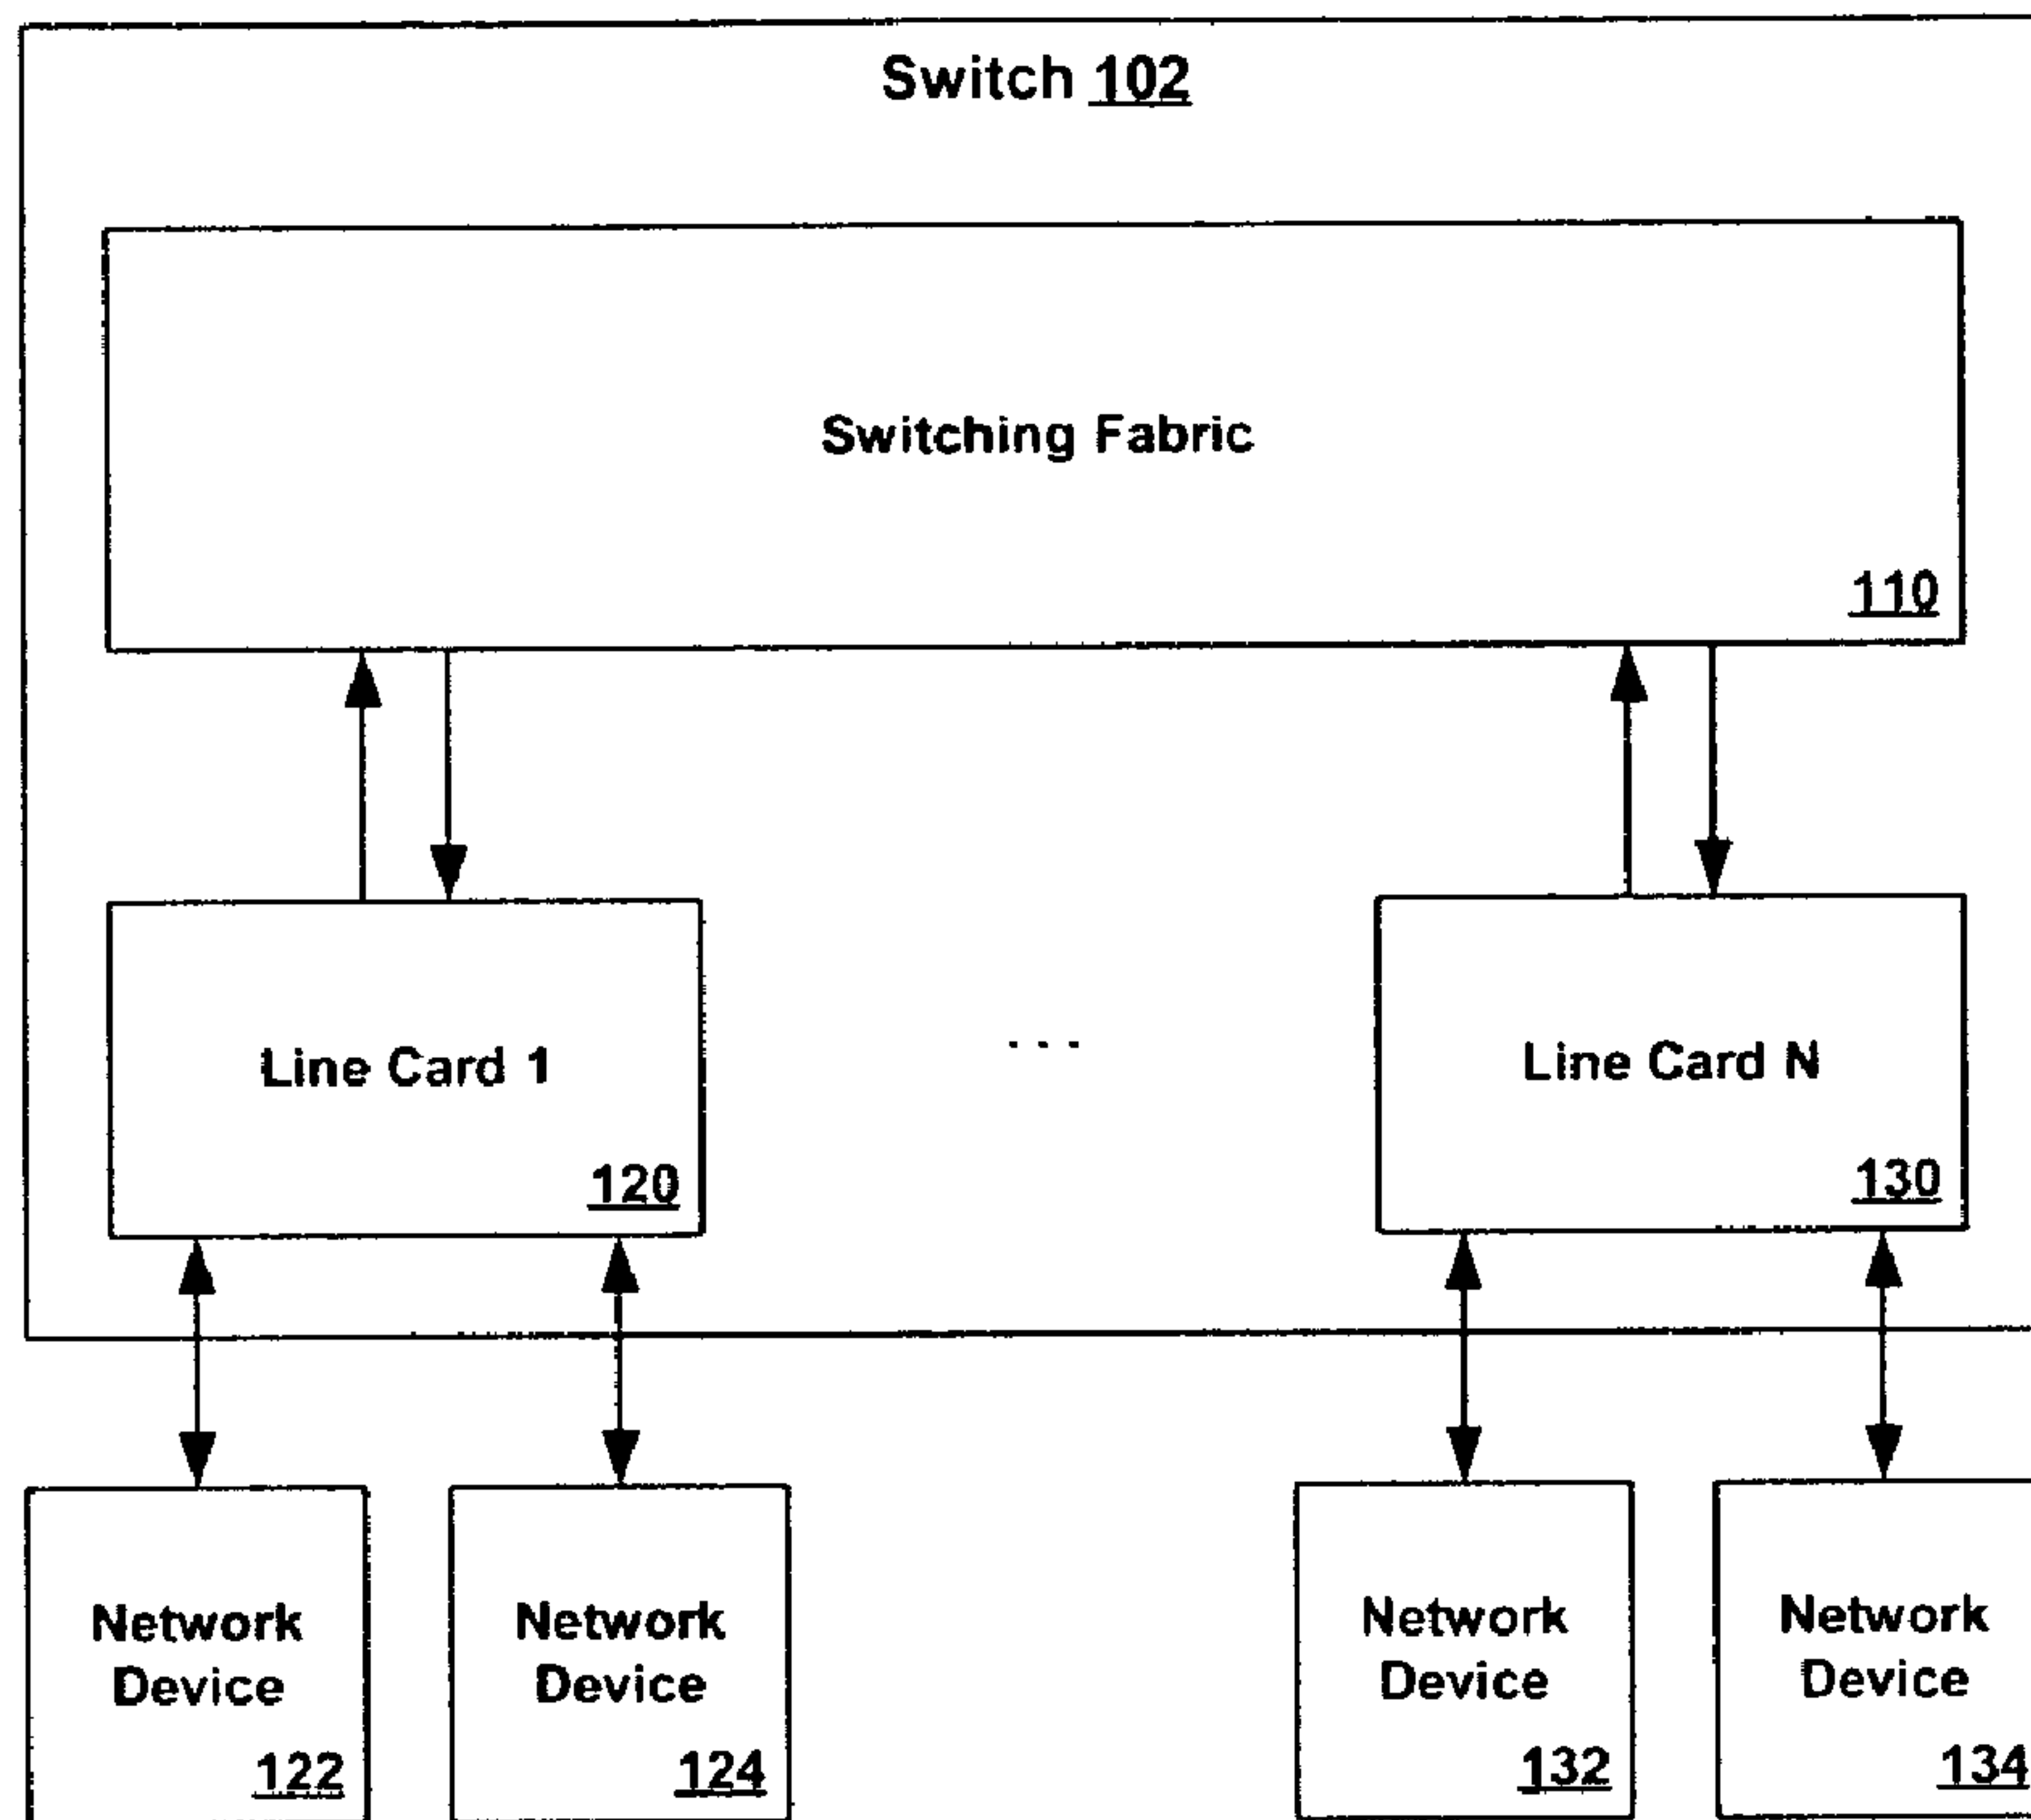 Switch 102
Switching Fabric
110
Line Card 1
120
...
Line Card N
130
Network
Device
122
Network
Device
124
Network
Device
132
Network
Device
134